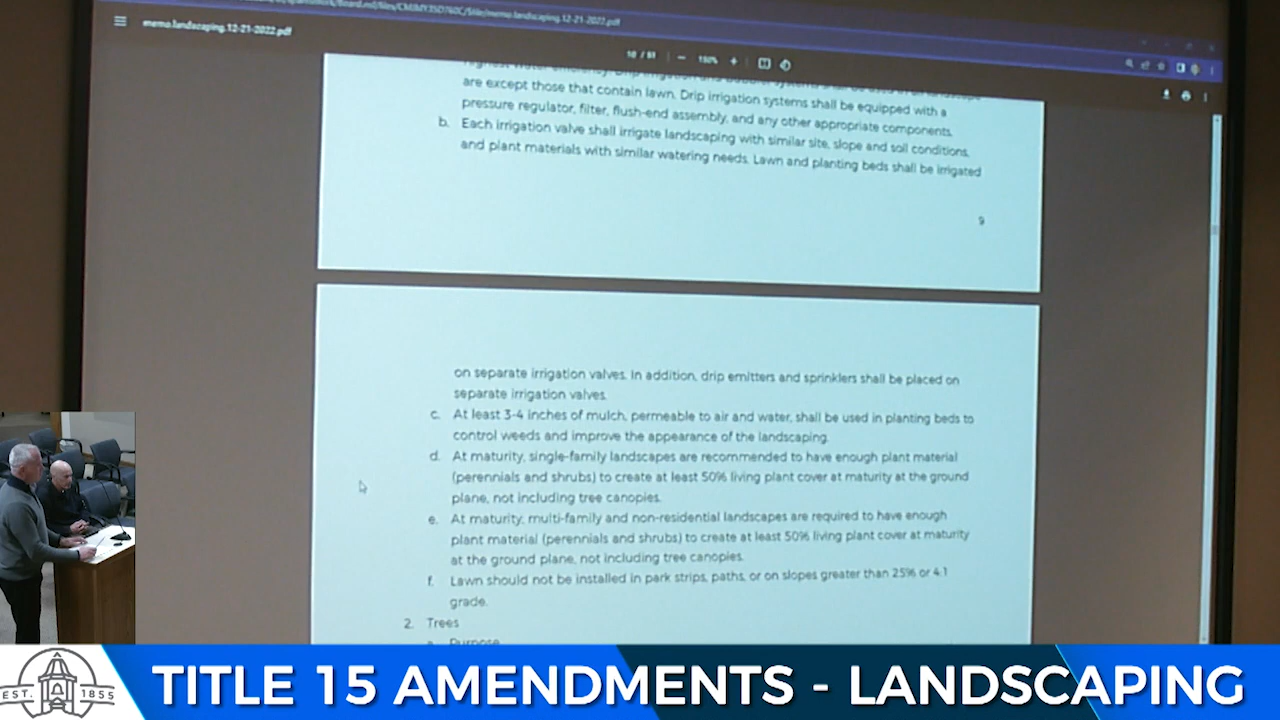 memo.landscaping.12-21-2022.pdf
memo.landscaping.12-21-2022.pdf
10 / 51
150%
are except those that contain lawn. Drip irrigation systems shall be equipped with a
pressure regulator, filter, flush-end assembly, and any other appropriate components.
b. Each irrigation valve shall irrigate landscaping with similar site, slope and soil conditions,
and plant materials with similar watering needs. Lawn and planting beds shall be irrigated
9
on separate irrigation valves. In addition, drip emitters and sprinklers shall be placed on
separate irrigation valves.
c. At least 3-4 inches of mulch, permeable to air and water, shall be used in planting beds to
control weeds and improve the appearance of the landscaping.
d. At maturity, single-family landscapes are recommended to have enough plant material
(perennials and shrubs) to create at least 50% living plant cover at maturity at the ground
plane, not including tree canopies.
e. At maturity, multi-family and non-residential landscapes are required to have enough
plant material (perennials and shrubs) to create at least 50% living plant cover at maturity
at the ground plane, not including tree canopies.
f. Lawn should not be installed in park strips, paths, or on slopes greater than 25% or 4:1
grade.
2. Trees
a. Purpose
EST. 1855
TITLE 15 AMENDMENTS - LANDSCAPING